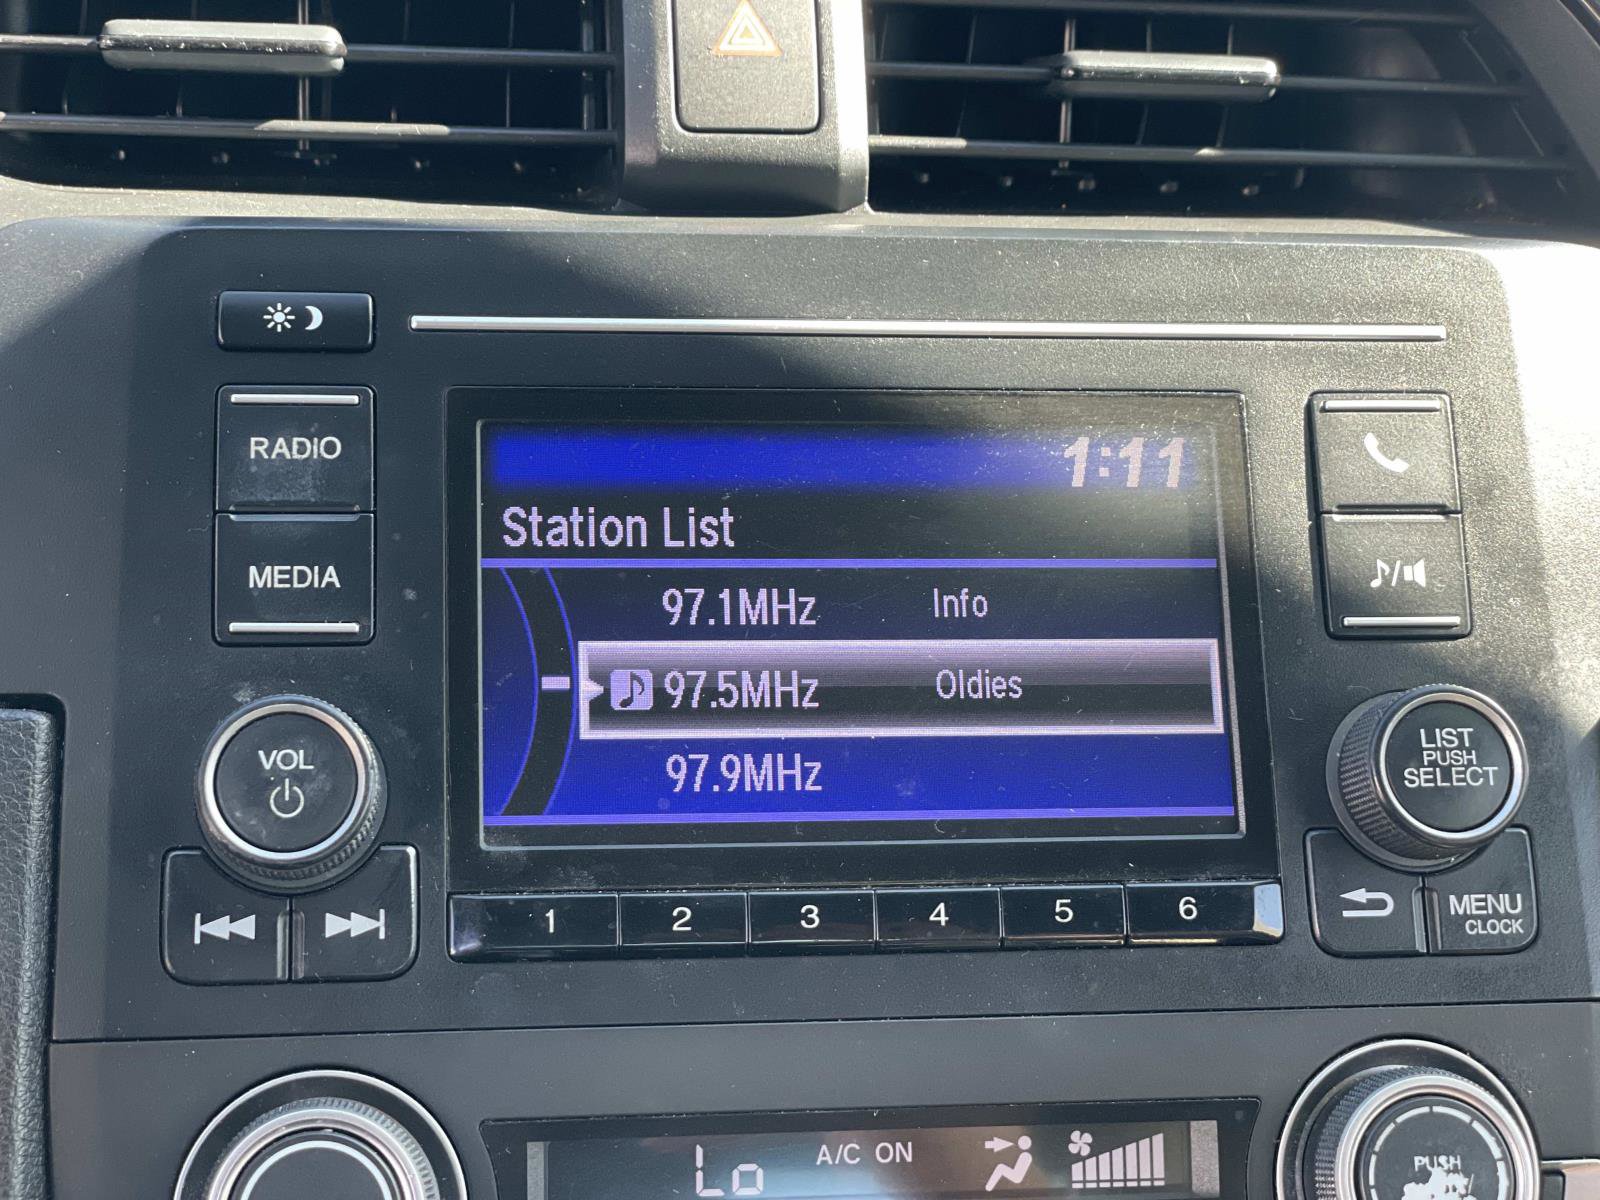 1:11
RADIO
Station List
MEDIA
97.1MHz Info
97.5MHz Oldies
97.9MHz
VOL
LIST
PUSH
SELECT
1 2 3 4 5 6
MENU
CLOCK
Lo A/C ON
PUSH